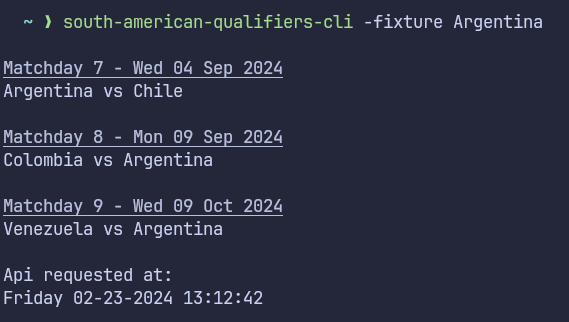 ~ ❯ south-american-qualifiers-cli -fixture Argentina
Matchday 7 - Wed 04 Sep 2024
Argentina vs Chile
Matchday 8 - Mon 09 Sep 2024
Colombia vs Argentina
Matchday 9 - Wed 09 Oct 2024
Venezuela vs Argentina
Api requested at:
Friday 02-23-2024 13:12:42